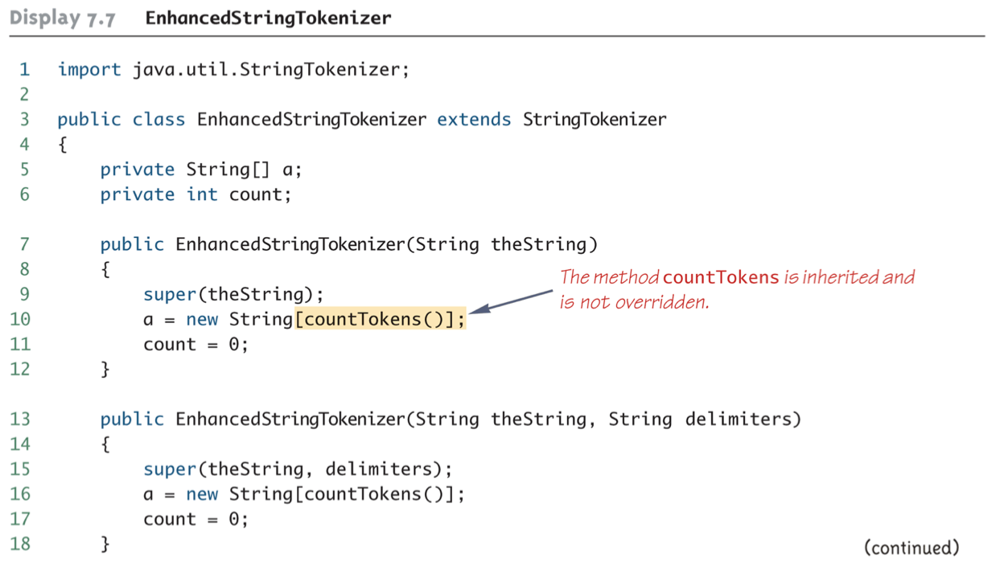 Display 7.7 EnhancedStringTokenizer
1 import java.util.StringTokenizer;
2
3 public class EnhancedStringTokenizer extends StringTokenizer
4 {
5     private String[] a;
6     private int count;
7     public EnhancedStringTokenizer(String theString)
8     {
The method countTokens is inherited and
is not overridden.
9         super(theString);
10         a = new String[countTokens()];
11         count = 0;
12     }
13     public EnhancedStringTokenizer(String theString, String delimiters)
14     {
15         super(theString, delimiters);
16         a = new String[countTokens()];
17         count = 0;
18     }
(continued)